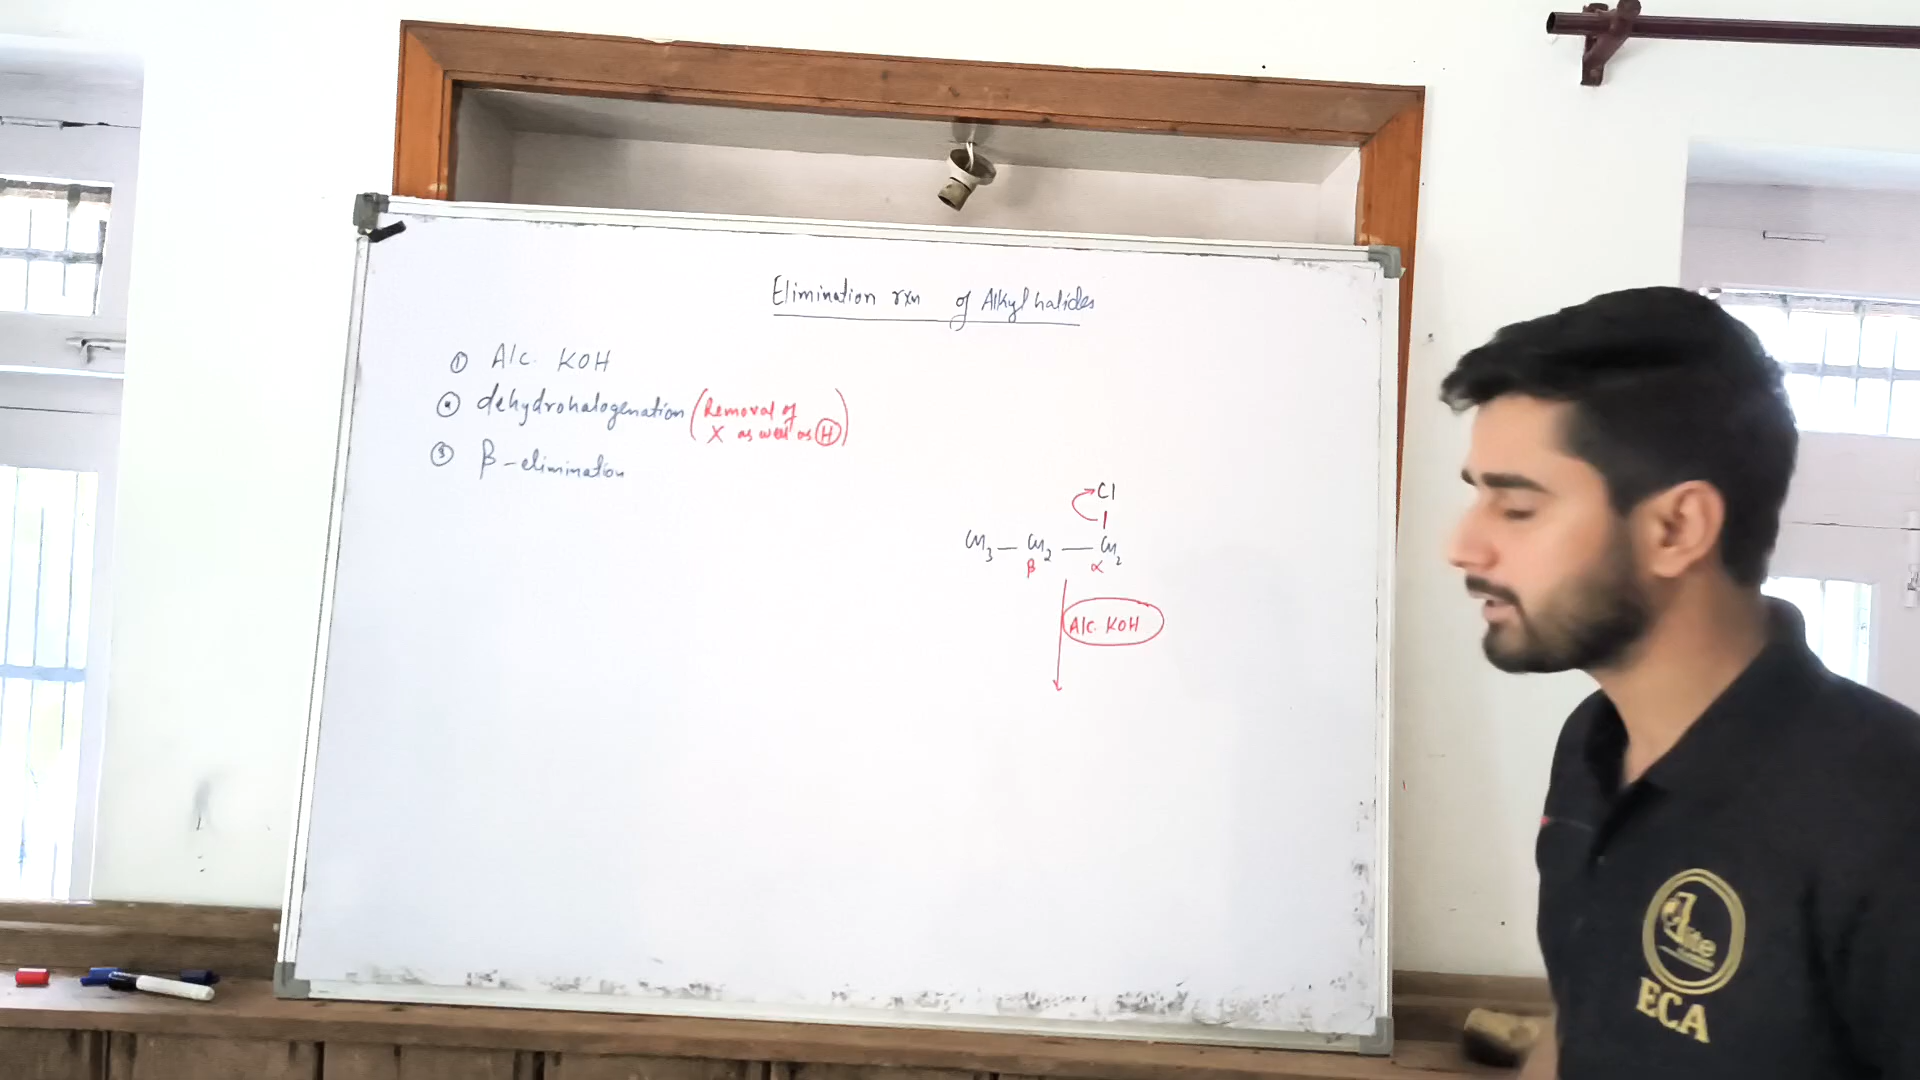 Elimination rxn of Alkyl halides
① Alc. KOH
② dehydrohalogenation (Removal of
X as well as Ⓗ)
③ β-elimination
Cl
CH3 — CH2 — CH2
β α
Alc. KOH
Elite
ECA